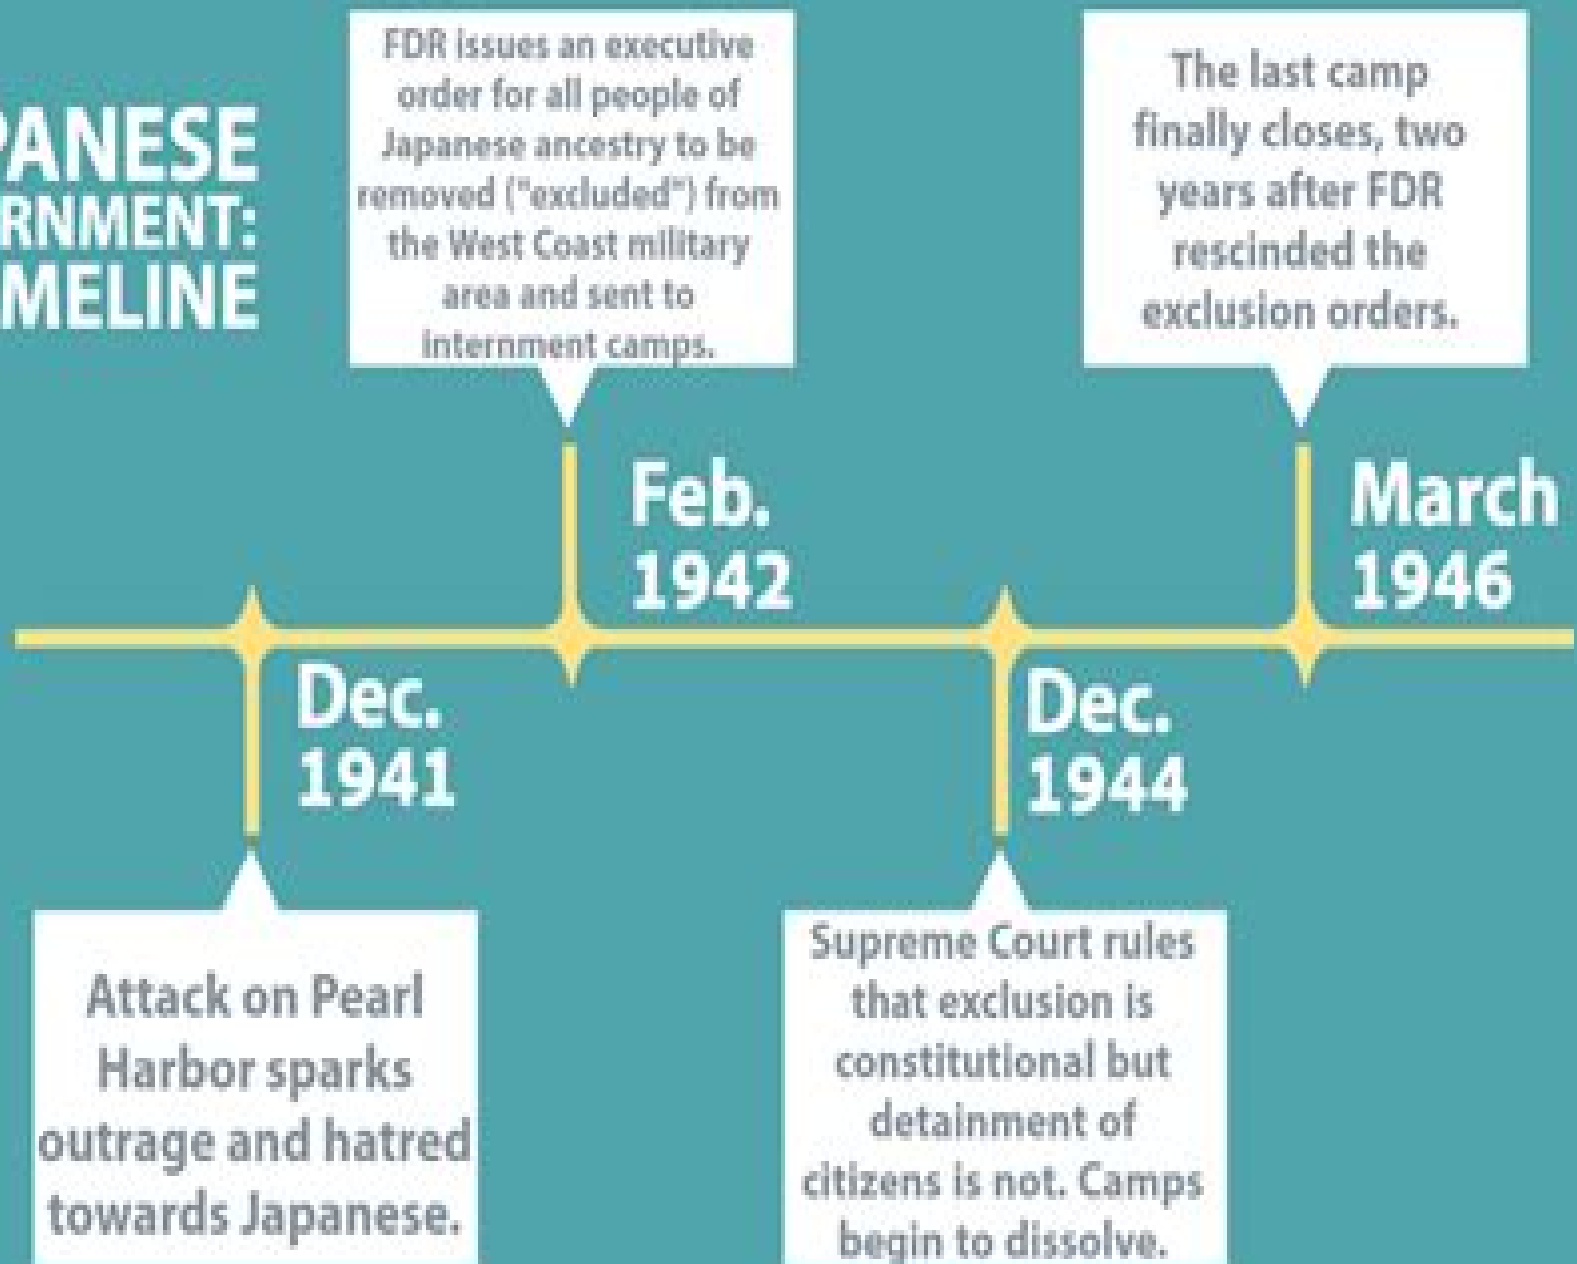 PANESE
RNMENT:
MELINE
FDR issues an executive
order for all people of
Japanese ancestry to be
removed ("excluded") from
the West Coast military
area and sent to
internment camps.
The last camp
finally closes, two
years after FDR
rescinded the
exclusion orders.
Feb.
1942
March
1946
Dec.
1941
Dec.
1944
Attack on Pearl
Harbor sparks
outrage and hatred
towards Japanese.
Supreme Court rules
that exclusion is
constitutional but
detainment of
citizens is not. Camps
begin to dissolve.